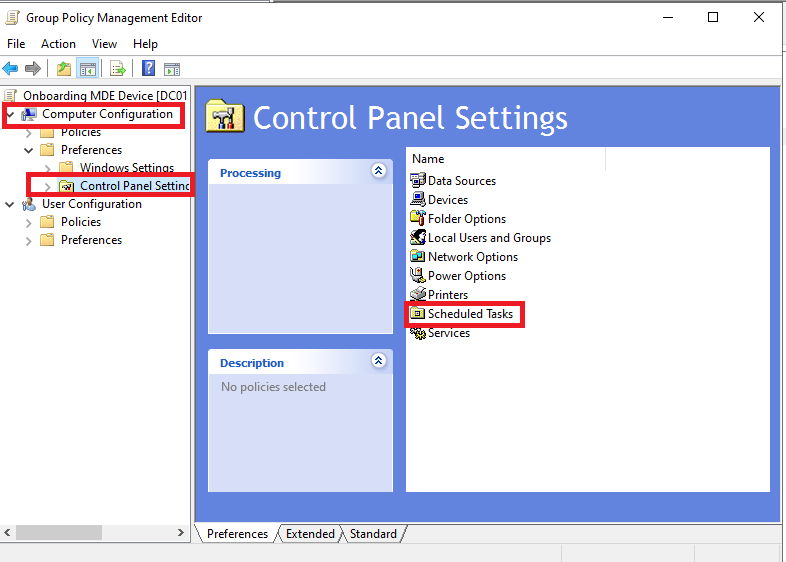 Group Policy Management Editor
File Action View Help
Onboarding MDE Device [DC01
Computer Configuration
Policies
Preferences
Windows Settings
Control Panel Setting
User Configuration
Policies
Preferences
Control Panel Settings
Processing
Description
No policies selected
Name
Data Sources
Devices
Folder Options
Local Users and Groups
Network Options
Power Options
Printers
Scheduled Tasks
Services
Preferences Extended Standard